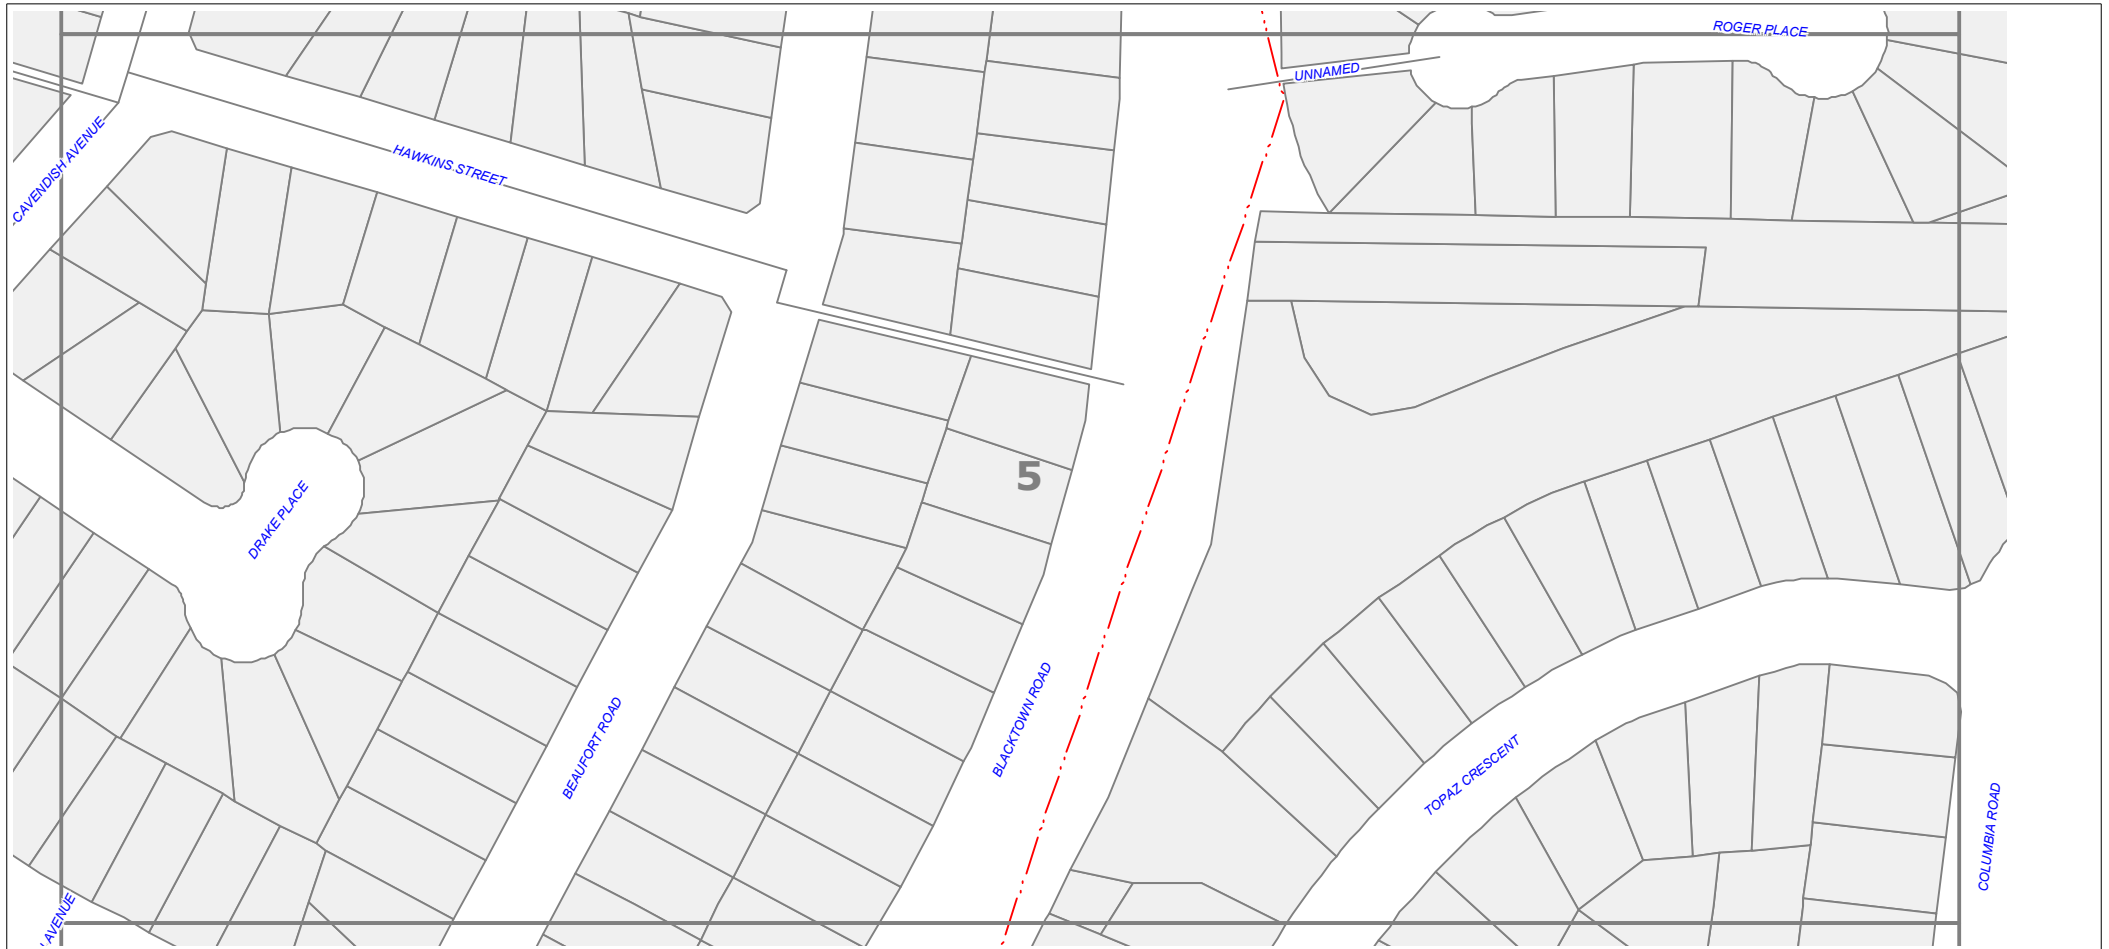 ROGER PLACE
UNNAMED
CAVENDISH AVENUE
HAWKINS STREET
5
DRAKE PLACE
BLACKTOWN ROAD
BEAUFORT ROAD
TOPAZ CRESCENT
COLUMBIA ROAD
AVENUE